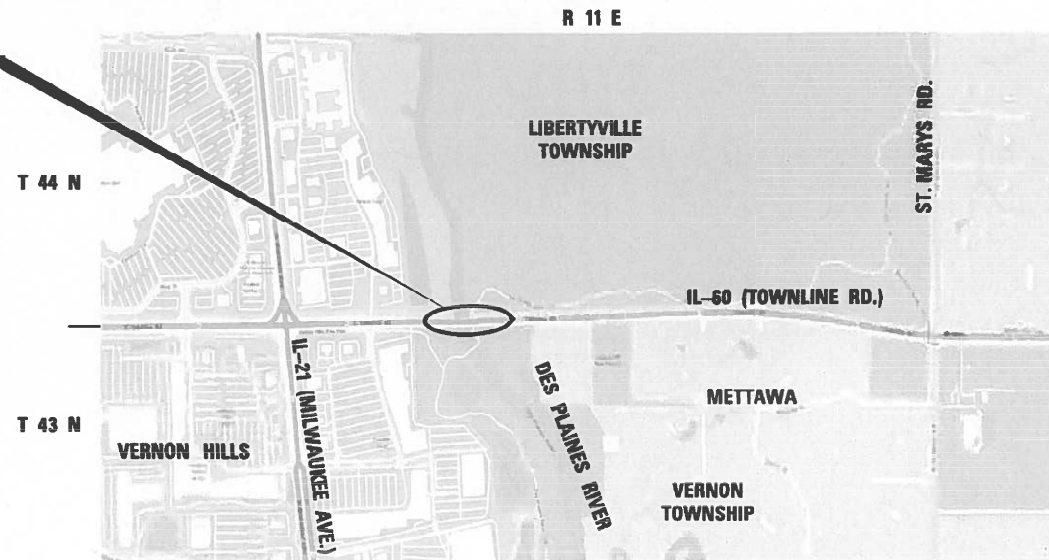 R 11 E
LIBERTYVILLE
TOWNSHIP
ST. MARYS RD.
T 44 N
IL-60 (TOWNLINE RD.)
IL-21 (MILWAUKEE AVE.)
DES PLAINES RIVER
METTAWA
T 43 N
VERNON HILLS
VERNON
TOWNSHIP